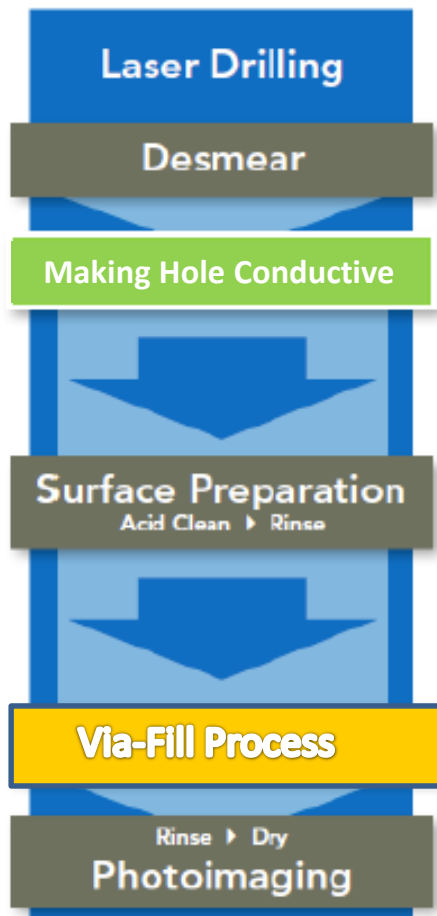 Laser Drilling
Desmear
Making Hole Conductive
Surface Preparation
Acid Clean ▸ Rinse
Via-Fill Process
Rinse ▸ Dry
Photoimaging